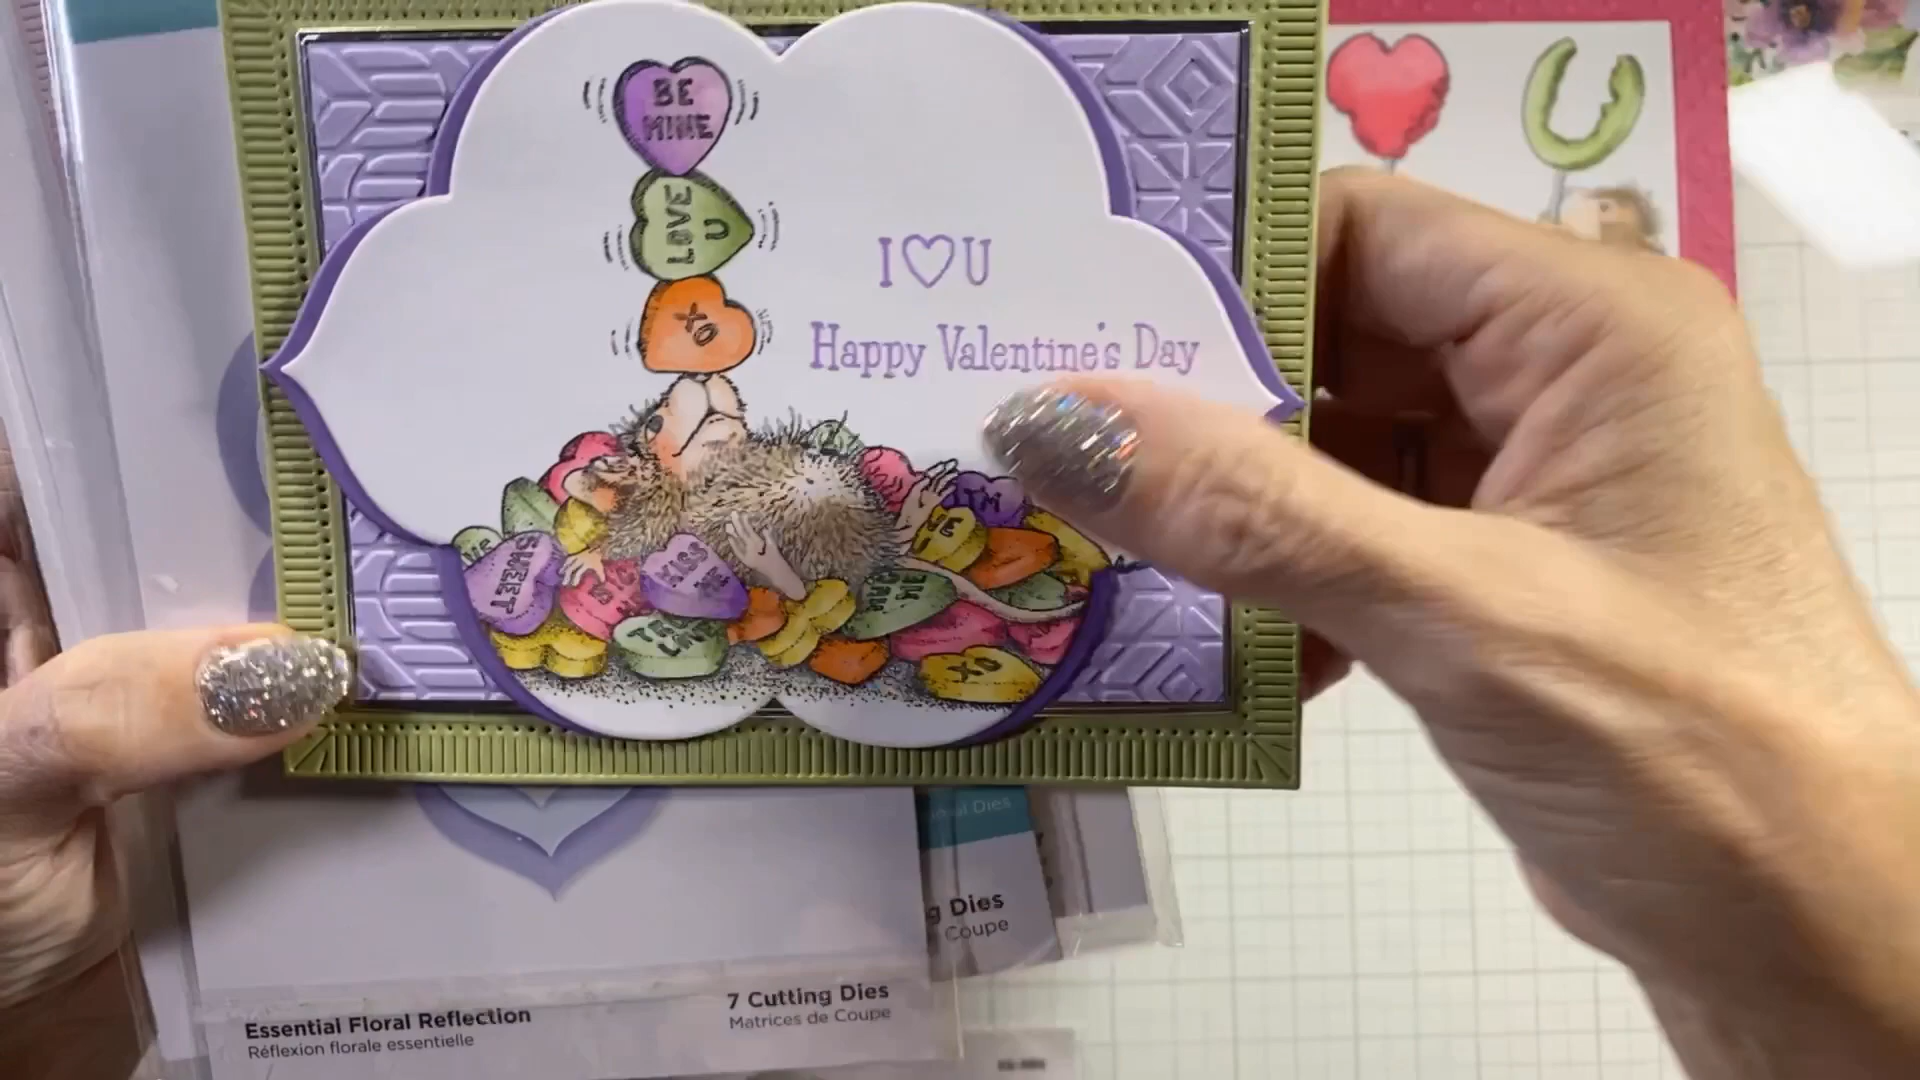 BE
MINE
LOVE
U
XO
I♡U
Happy Valentine's Day
SWEET
KISS
ME
XO
g Dies
Coupe
Essential Floral Reflection
Réflexion florale essentielle
7 Cutting Dies
Matrices de Coupe